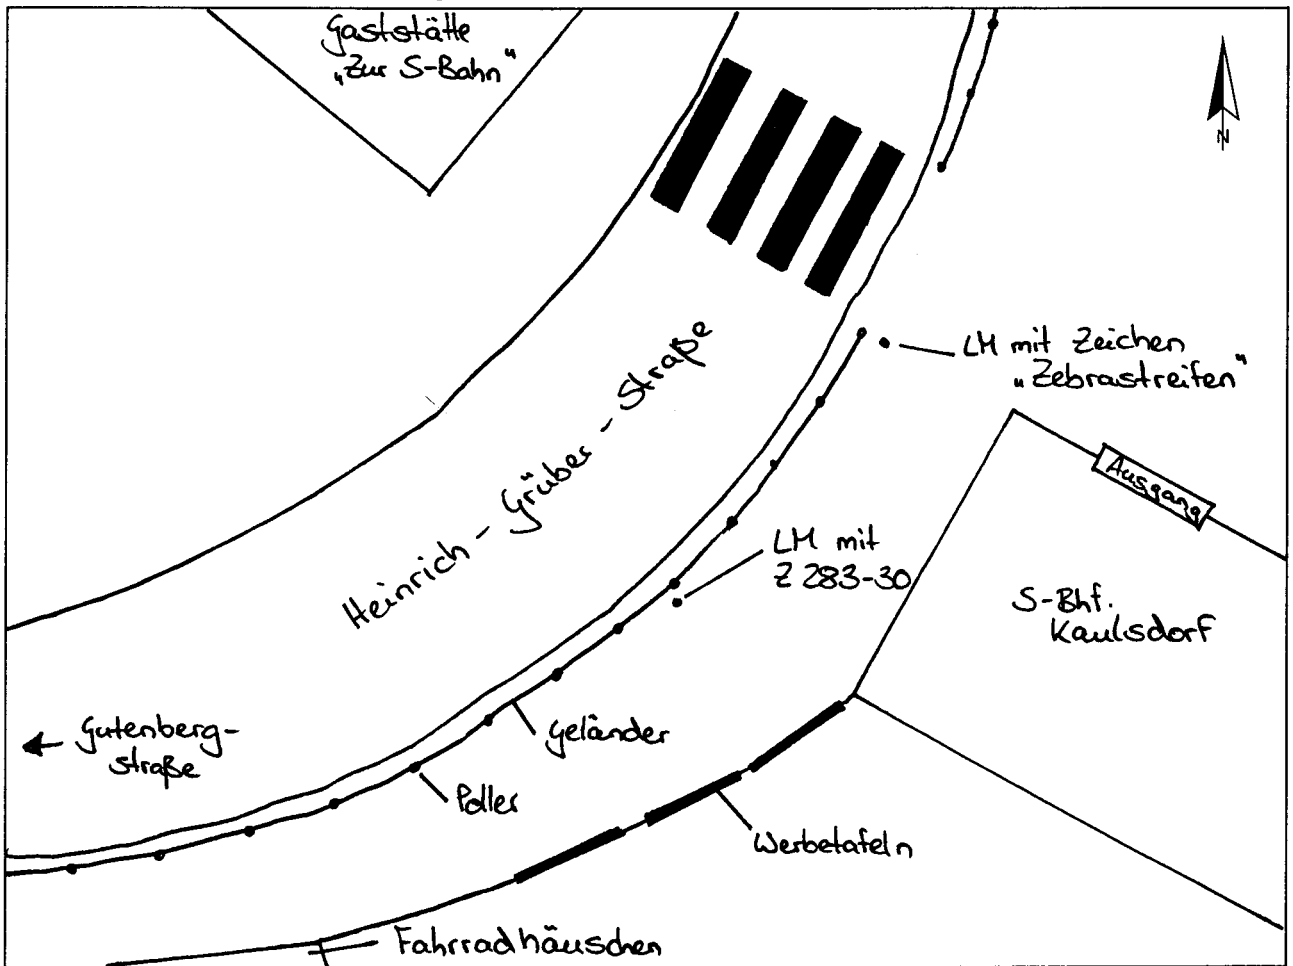 Gaststätte
„Zur S-Bahn"
N
LM mit Zeichen
„Zebrastreifen"
Heinrich-Grüber-Straße
Ausgang
LM mit
Z 283-30
S-Bhf.
Kaulsdorf
Gutenberg-
straße
Geländer
Poller
Werbetafeln
Fahrradhäuschen